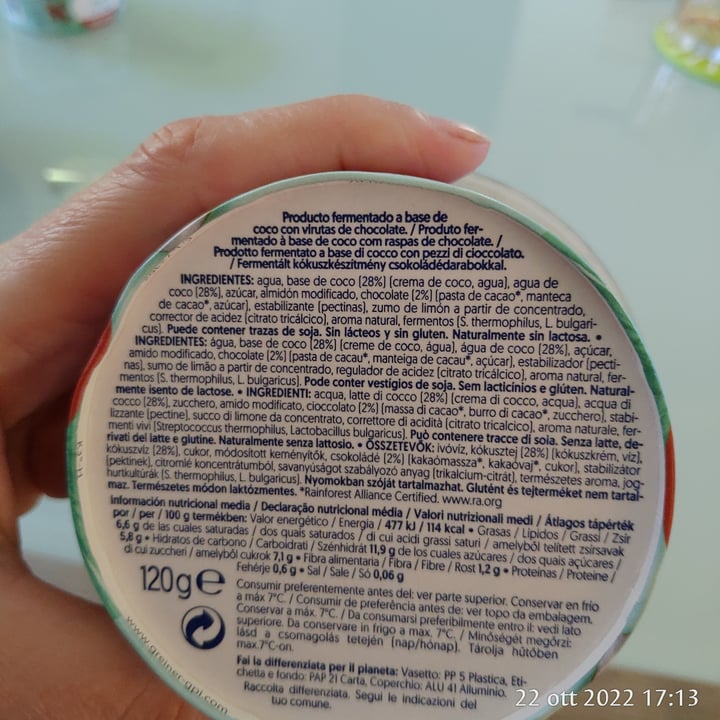 Producto fermentado a base de
coco con virutas de chocolate. / Produto fer-
mentado à base de coco com raspas de chocolate. /
Prodotto fermentato a base di cocco con pezzi di cioccolato.
/ Fermentált kókuszkészítmény csokoládédarabokkal.
INGREDIENTES: agua, base de coco [28%] [crema de coco, agua], agua de
coco [28%], azúcar, almidón modificado, chocolate [2%] [pasta de cacao*, manteca
de cacao*, azúcar], estabilizante [pectinas], zumo de limón a partir de concentrado,
corrector de acidez [citrato tricálcico], aroma natural, fermentos [S. thermophilus, L. bulgari-
cus]. Puede contener trazas de soja. Sin lácteos y sin gluten. Naturalmente sin lactosa. •
INGREDIENTES: água, base de coco [28%] [creme de coco, água], água de coco [28%], açúcar,
amido modificado, chocolate [2%] [pasta de cacau*, manteiga de cacau*, açúcar], estabilizador [pecti-
nas], sumo de limão a partir de concentrado, regulador de acidez [citrato tricálcico], aroma natural, fer-
mentos [S. thermophilus, L. bulgaricus]. Pode conter vestígios de soja. Sem lacticínios e glúten. Natural-
mente isento de lactose. • INGREDIENTI: acqua, latte di cocco [28%] [crema di cocco, acqua], acqua di
cocco [28%], zucchero, amido modificato, cioccolato [2%] [massa di cacao*, burro di cacao*, zucchero], stabi-
lizzante [pectine], succo di limone da concentrato, correttore di acidità [citrato tricalcico], aroma naturale, fer-
menti vivi [Streptococcus thermophilus, Lactobacillus bulgaricus]. Può contenere tracce di soia. Senza latte, de-
rivati del latte e glutine. Naturalmente senza lattosio. • ÖSSZETEVŐK: ivóvíz, kókusztej [28%] [kókuszkrém, víz],
kókuszvíz [28%], cukor, módosított keményítők, csokoládé [2%] [kakaómassza*, kakaóvaj*, cukor], stabilizátor
[pektinek], citromlé koncentrátumból, savanyúságot szabályozó anyag [trikalcium-citrát], természetes aroma, jog-
hurtkultúrák [S. thermophilus, L. bulgaricus]. Nyomokban szóját tartalmazhat. Glutént és tejterméket nem tartal-
maz. Természetes módon laktózmentes. *Rainforest Alliance Certified. www.ra.org
Información nutricional media / Declaração nutricional média / Valori nutrizionali medi / Átlagos tápérték
por / per / 100 g termékben: Valor energético / Energia / 477 kJ / 114 kcal • Grasas / Lípidos / Grassi / Zsír
6,6 g de las cuales saturadas / dos quais saturados / di cui acidi grassi saturi / amelyből telített zsírsavak
5,8 g • Hidratos de carbono / Carboidrati / Szénhidrát 11,9 g de los cuales azúcares / dos quais açúcares /
di cui zuccheri / amelyből cukrok 7,1 g • Fibra alimentaria / Fibra / Fibre / Rost 1,2 g • Proteínas / Proteine /
Fehérje 0,6 g • Sal / Sale / Só 0,06 g
120g e
Consumir preferentemente antes del: ver parte superior. Conservar en frío
a máx 7°C. / Consumir de preferência antes de: ver topo da embalagem.
Conservar a máx. 7°C. / Da consumarsi preferibilmente entro il: vedi lato
superiore. Da conservare in frigo a max. 7°C. / Minőségét megőrzi:
lásd a csomagolás tetején [nap/hónap]. Tárolja hűtőben
max.7°C-on.
Fai la differenziata per il pianeta: Vasetto: PP 5 Plastica, Eti-
chetta e fondo: PAP 21 Carta, Coperchio: ALU 41 Alluminio.
Raccolta differenziata. Segui le indicazioni del
tuo comune.
www.greiner-gpi.com
22 ott 2022 17:13